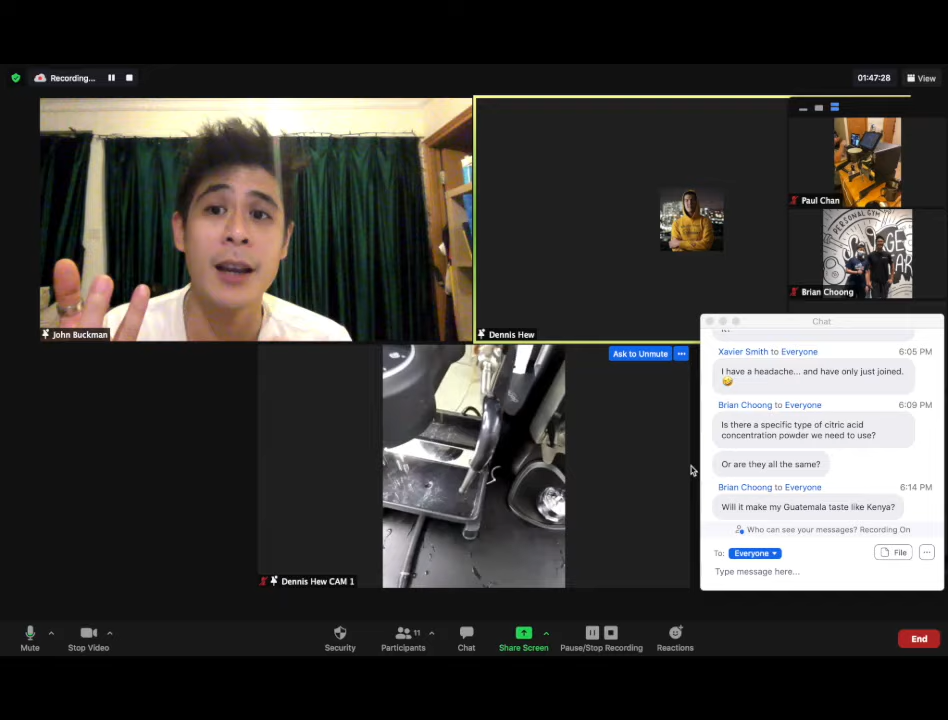 Recording...
01:47:28
View
Paul Chan
PERSONAL GYM
Brian Choong
John Buckman
Dennis Hew
Chat
Ask to Unmute
Xavier Smith to Everyone
6:05 PM
I have a headache... and have only just joined.
🤣
Brian Choong to Everyone
6:09 PM
Is there a specific type of citric acid
concentration powder we need to use?
Or are they all the same?
Brian Choong to Everyone
6:14 PM
Will it make my Guatemala taste like Kenya?
Who can see your messages? Recording On
To: Everyone
File
Type message here...
Dennis Hew CAM 1
Mute
Stop Video
Security
Participants
11
Chat
Share Screen
Pause/Stop Recording
Reactions
End